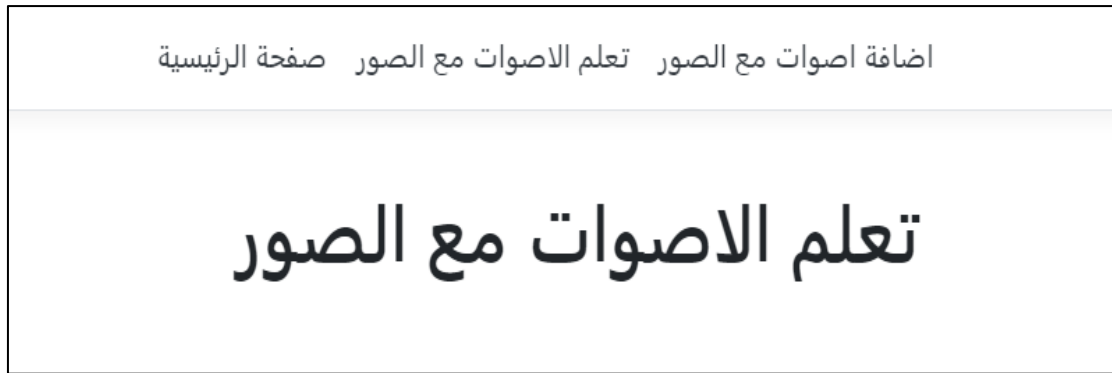 اضافة اصوات مع الصور تعلم الاصوات مع الصور صفحة الرئيسية
تعلم الاصوات مع الصور